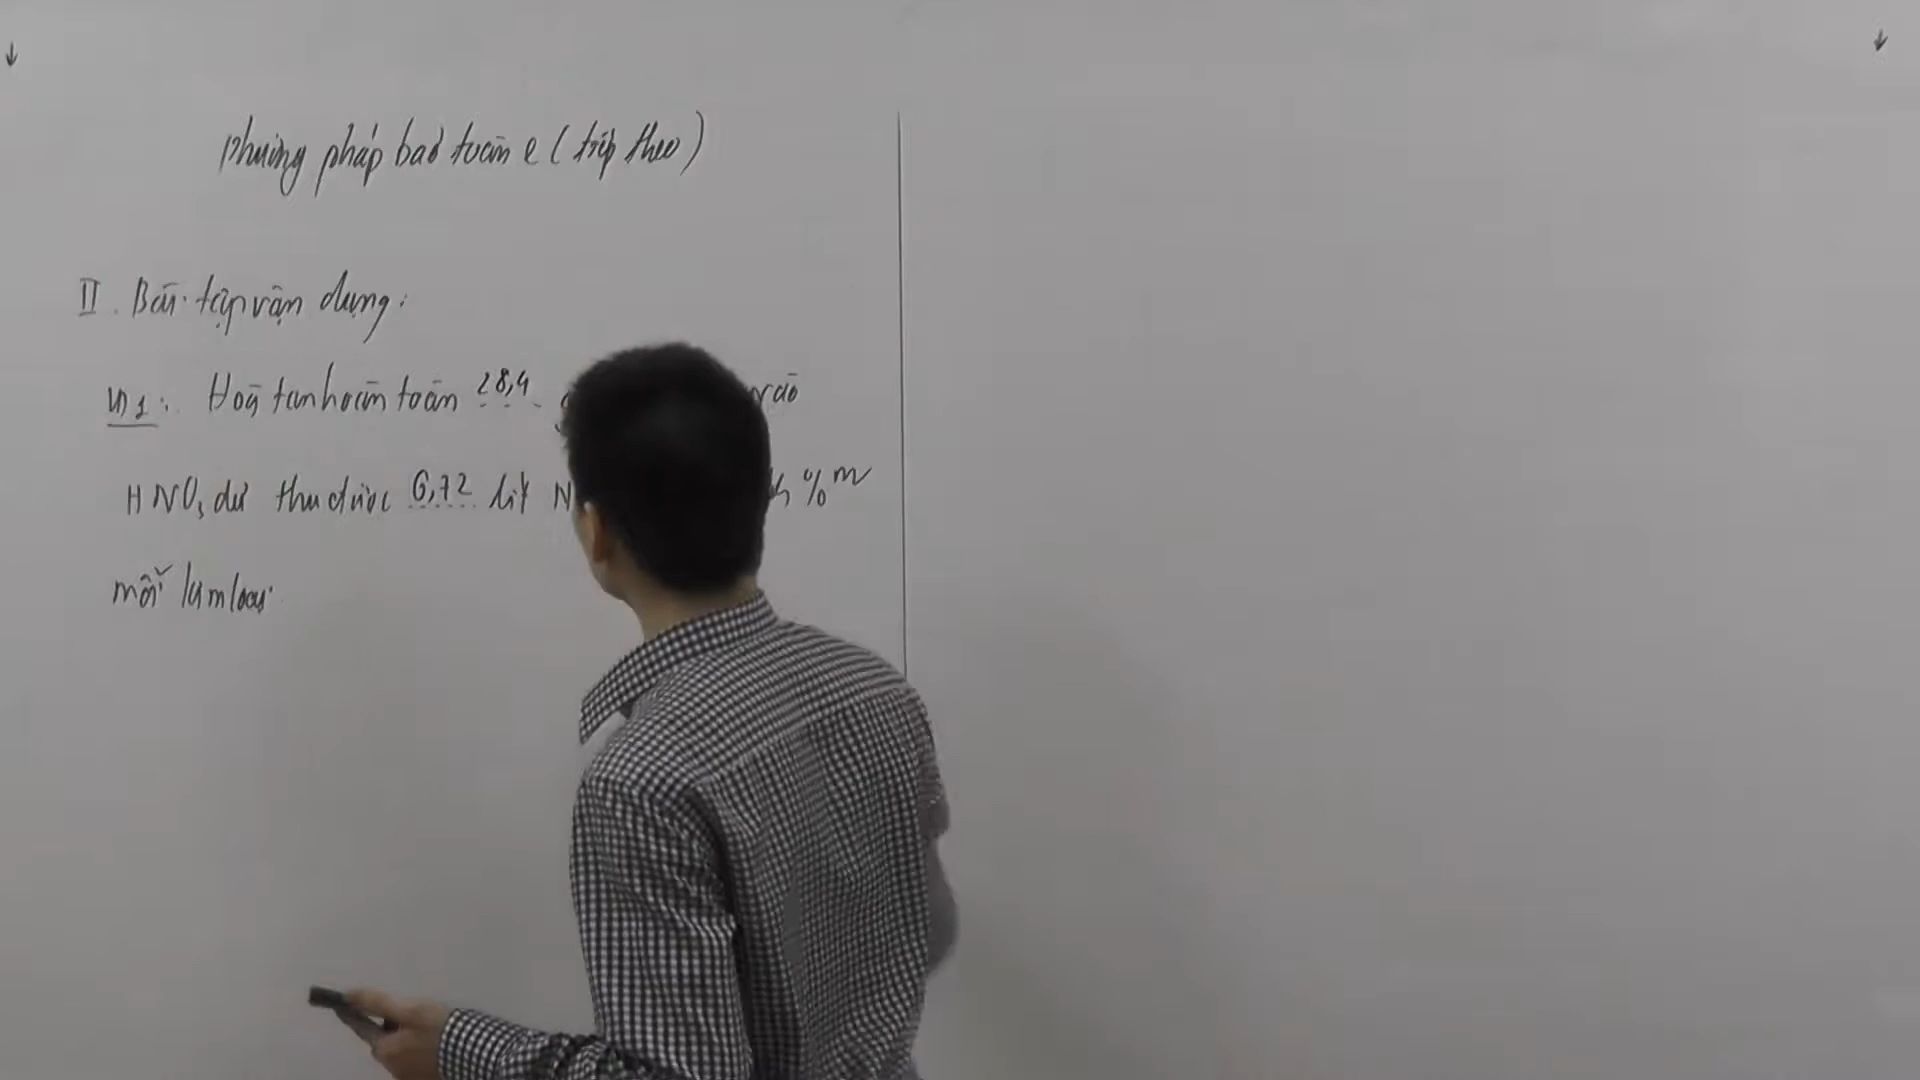 Phương pháp bảo toàn e (tiếp theo)
II. Bài tập vận dụng:
VD1: Hoà tan hoàn toàn 28,4 vào
HNO3 dư thu được 6,72 lít N %m
mỗi kim loại